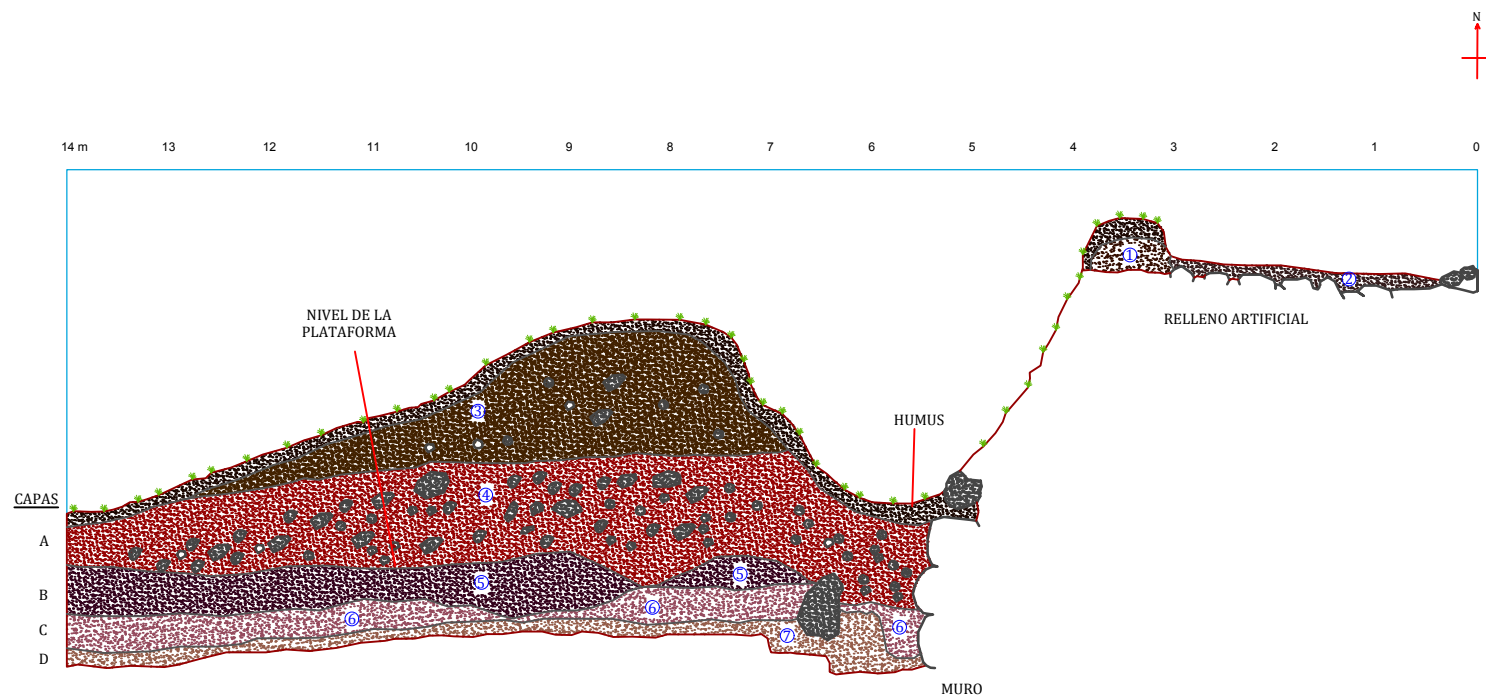 N
14 m 13 12 11 10 9 8 7 6 5 4 3 2 1 0
①
②
RELLENO ARTIFICIAL
NIVEL DE LA
PLATAFORMA
③
HUMUS
CAPAS
④
A
⑤
⑤
B
⑥
⑥
⑥
C
⑦
D
MURO